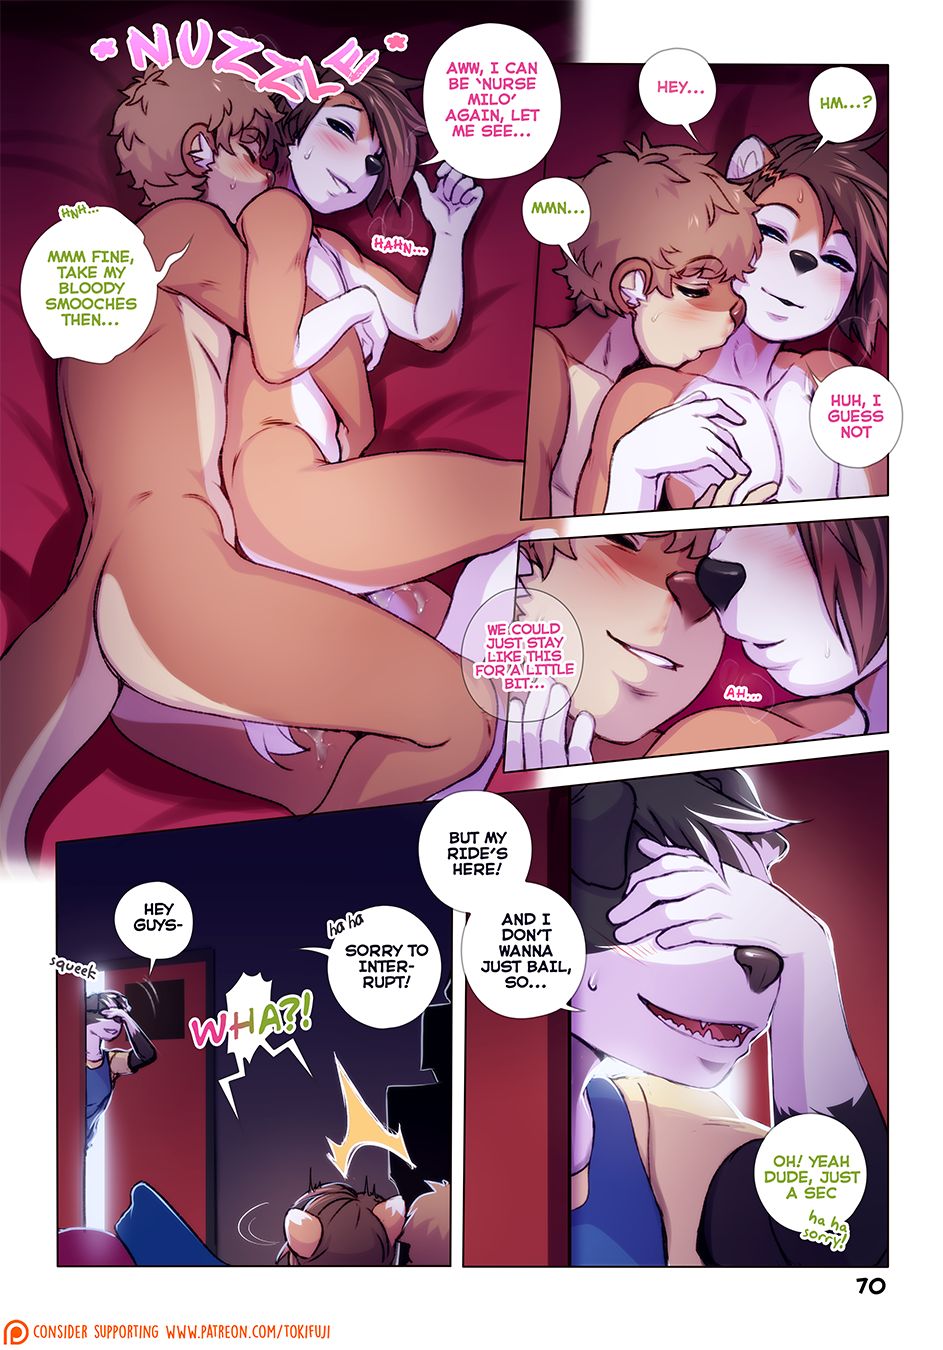 *NUZZLE*
AWW, I CAN
BE ‘NURSE
MILO’
AGAIN, LET
ME SEE...
HNH...
MMM FINE,
TAKE MY
BLOODY
SMOOCHES
THEN...
HAHN...
HEY...
HM...?
MMN...
HUH, I
GUESS
NOT
WE COULD
JUST STAY
LIKE THIS
FOR A LITTLE
BIT...
AH...
HEY
GUYS-
squeek
WHA?!
ha ha
SORRY TO
INTER-
RUPT!
BUT MY
RIDE'S
HERE!
AND I
DON'T
WANNA
JUST BAIL,
SO...
OH! YEAH
DUDE, JUST
A SEC
ha ha
sorry!
70
CONSIDER SUPPORTING WWW.PATREON.COM/TOKIFUJI